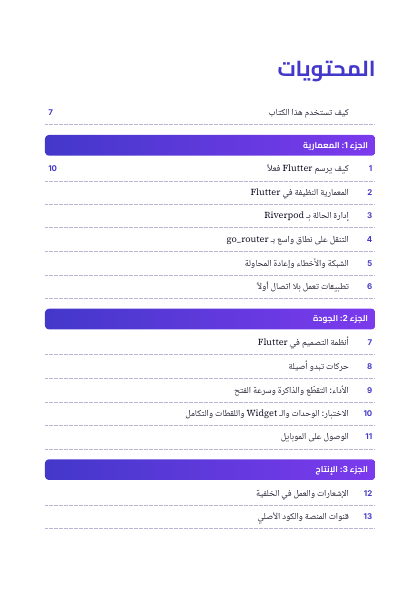 المحتويات
كيف تستخدم هذا الكتاب 7
الجزء 1: المعمارية
1 كيف يرسم Flutter فعلاً 10
2 المعمارية النظيفة في Flutter
3 إدارة الحالة بـ Riverpod
4 التنقل على نطاق واسع بـ go_router
5 الشبكة والأخطاء وإعادة المحاولة
6 تطبيقات تعمل بلا اتصال أولاً
الجزء 2: الجودة
7 أنظمة التصميم في Flutter
8 حركات تبدو أصيلة
9 الأداء: التقطّع والذاكرة وسرعة الفتح
10 الاختبار: الوحدات والـ Widget واللقطات والتكامل
11 الوصول على الموبايل
الجزء 3: الإنتاج
12 الإشعارات والعمل في الخلفية
13 قنوات المنصة والكود الأصلي